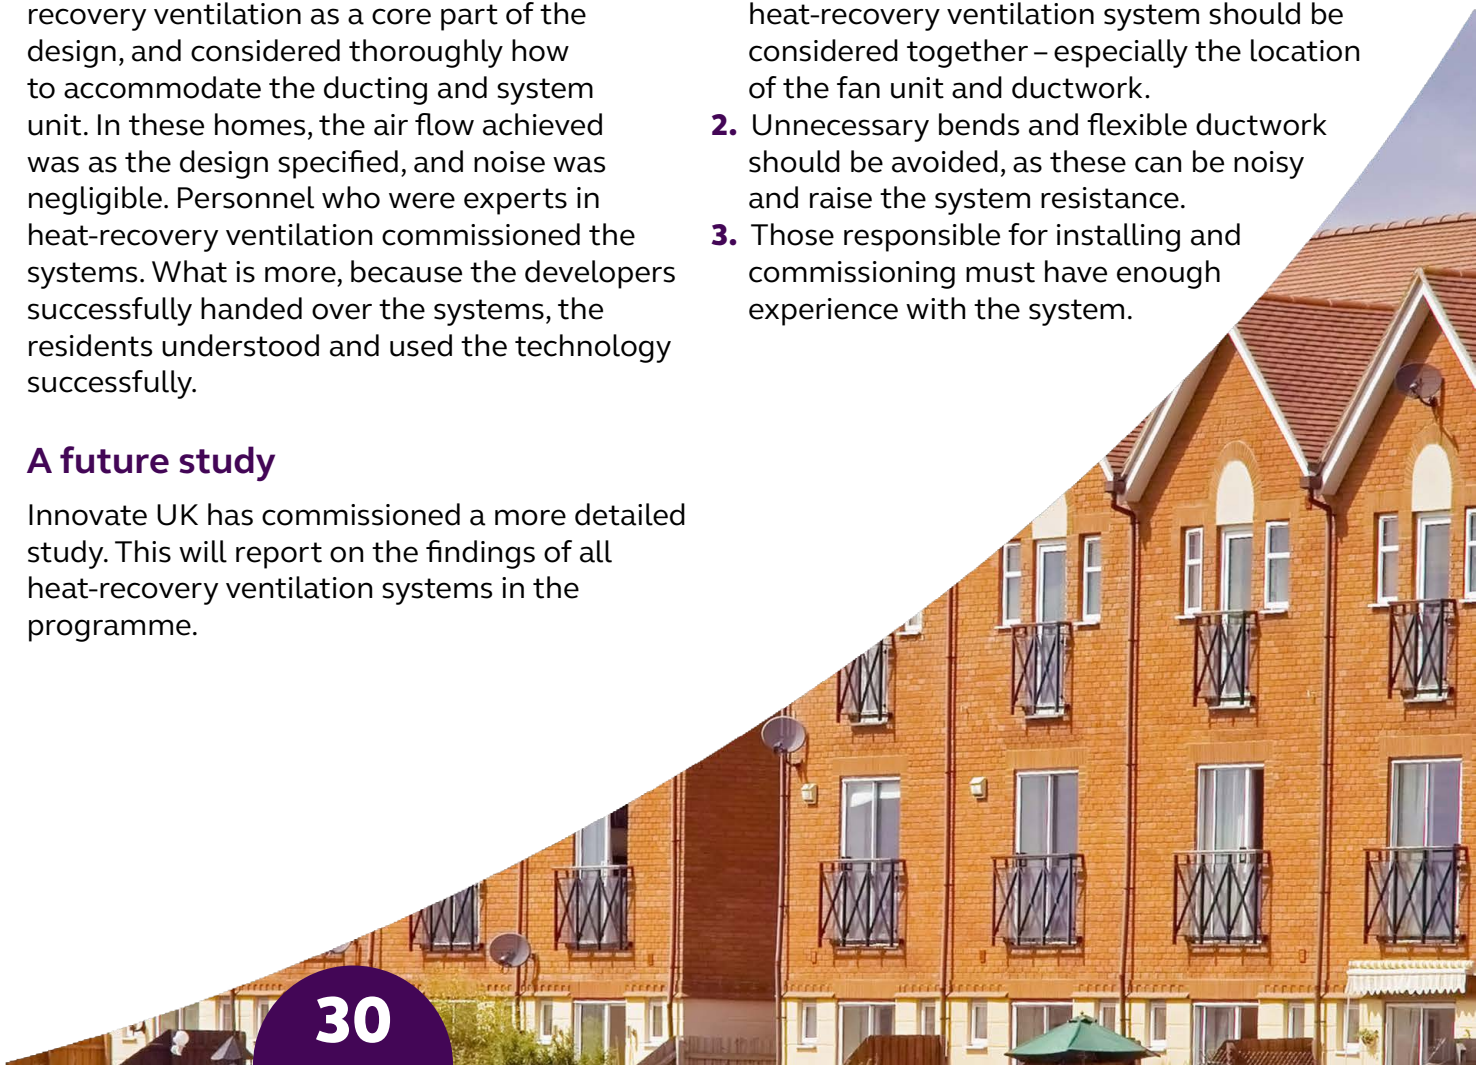 recovery ventilation as a core part of the
design, and considered thoroughly how
to accommodate the ducting and system
unit. In these homes, the air flow achieved
was as the design specified, and noise was
negligible. Personnel who were experts in
heat-recovery ventilation commissioned the
systems. What is more, because the developers
successfully handed over the systems, the
residents understood and used the technology
successfully.
A future study
Innovate UK has commissioned a more detailed
study. This will report on the findings of all
heat-recovery ventilation systems in the
programme.
heat-recovery ventilation system should be
considered together – especially the location
of the fan unit and ductwork.
2. Unnecessary bends and flexible ductwork
should be avoided, as these can be noisy
and raise the system resistance.
3. Those responsible for installing and
commissioning must have enough
experience with the system.
30